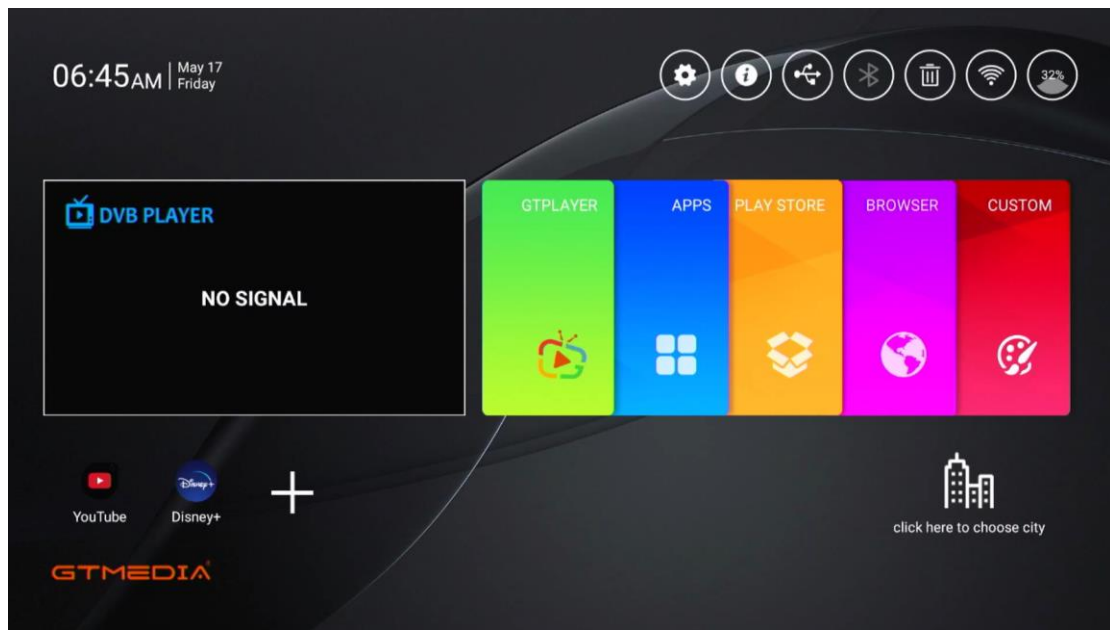 06:45AM
May 17
Friday
32%
DVB PLAYER
NO SIGNAL
GTPLAYER
APPS
PLAY STORE
BROWSER
CUSTOM
YouTube
Disney+
Disney+
click here to choose city
GTMEDIA